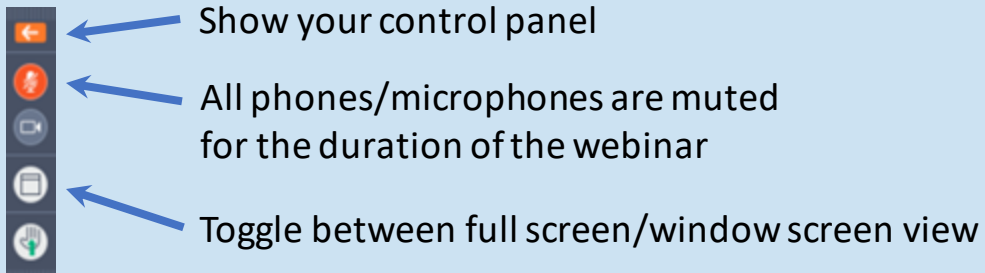 Show your control panel
All phones/microphones are muted
for the duration of the webinar
Toggle between full screen/window screen view